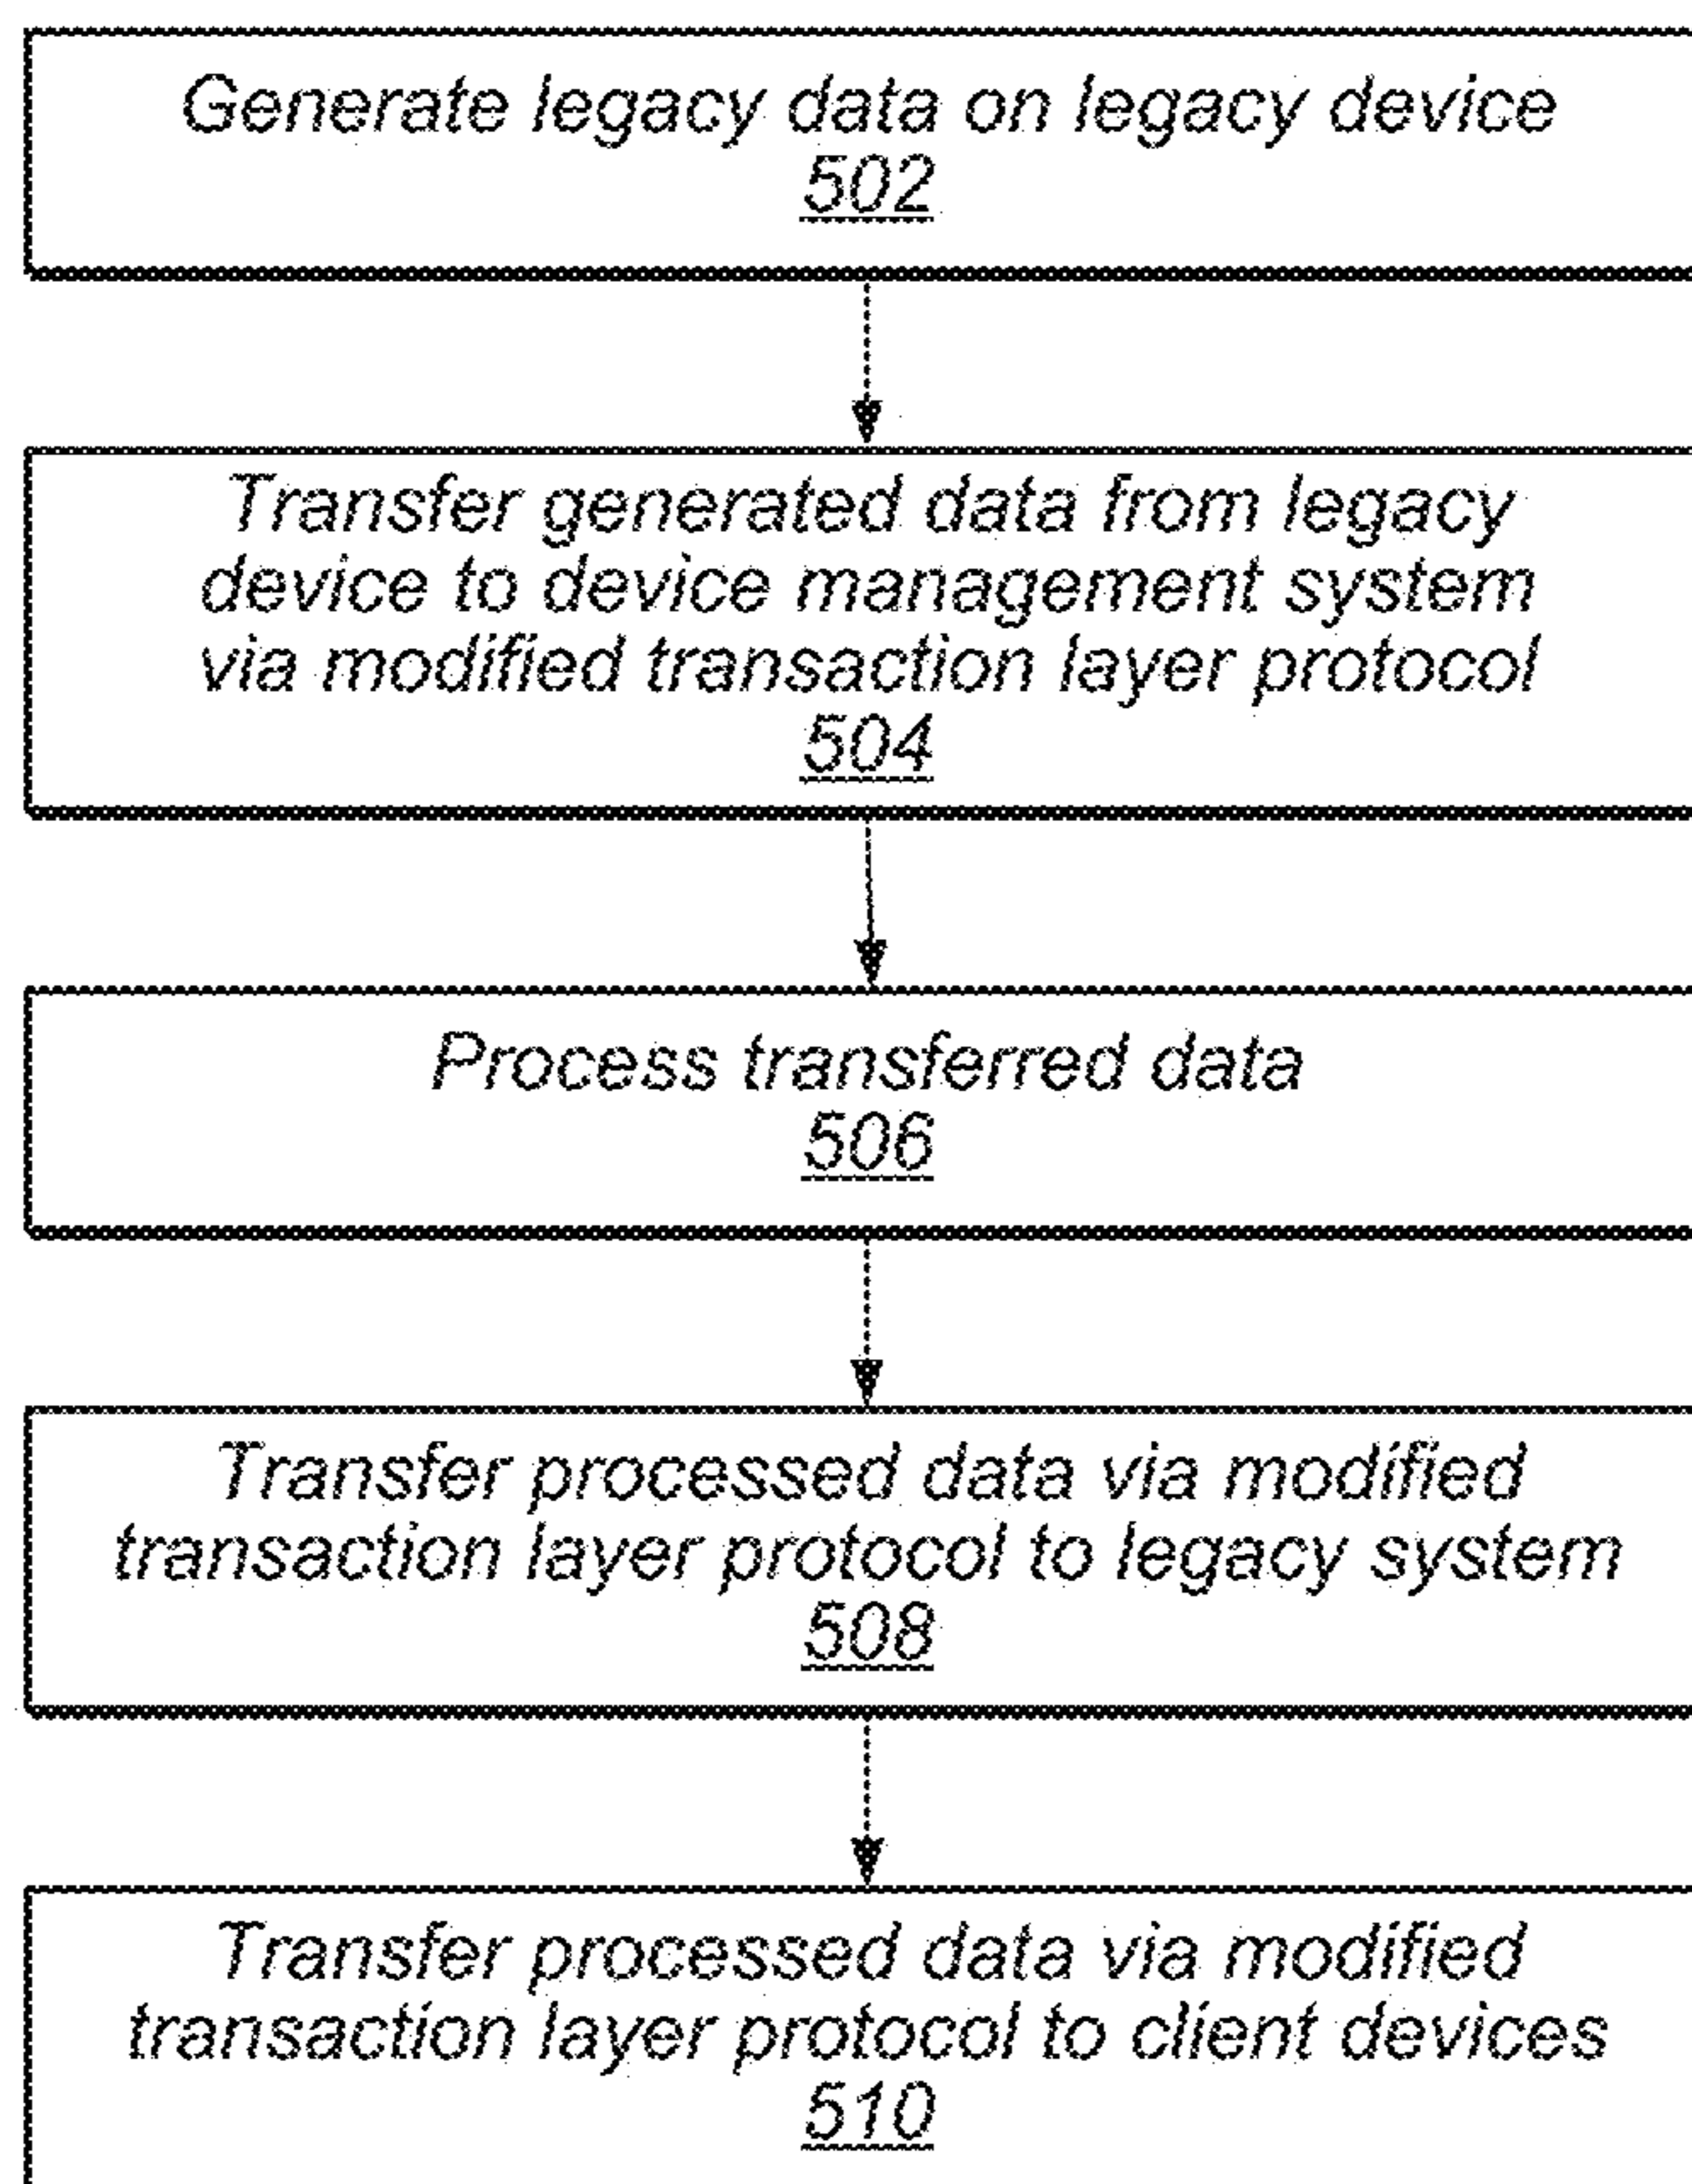 Generate legacy data on legacy device
502
Transfer generated data from legacy
device to device management system
via modified transaction layer protocol
504
Process transferred data
506
Transfer processed data via modified
transaction layer protocol to legacy system
508
Transfer processed data via modified
transaction layer protocol to client devices
510